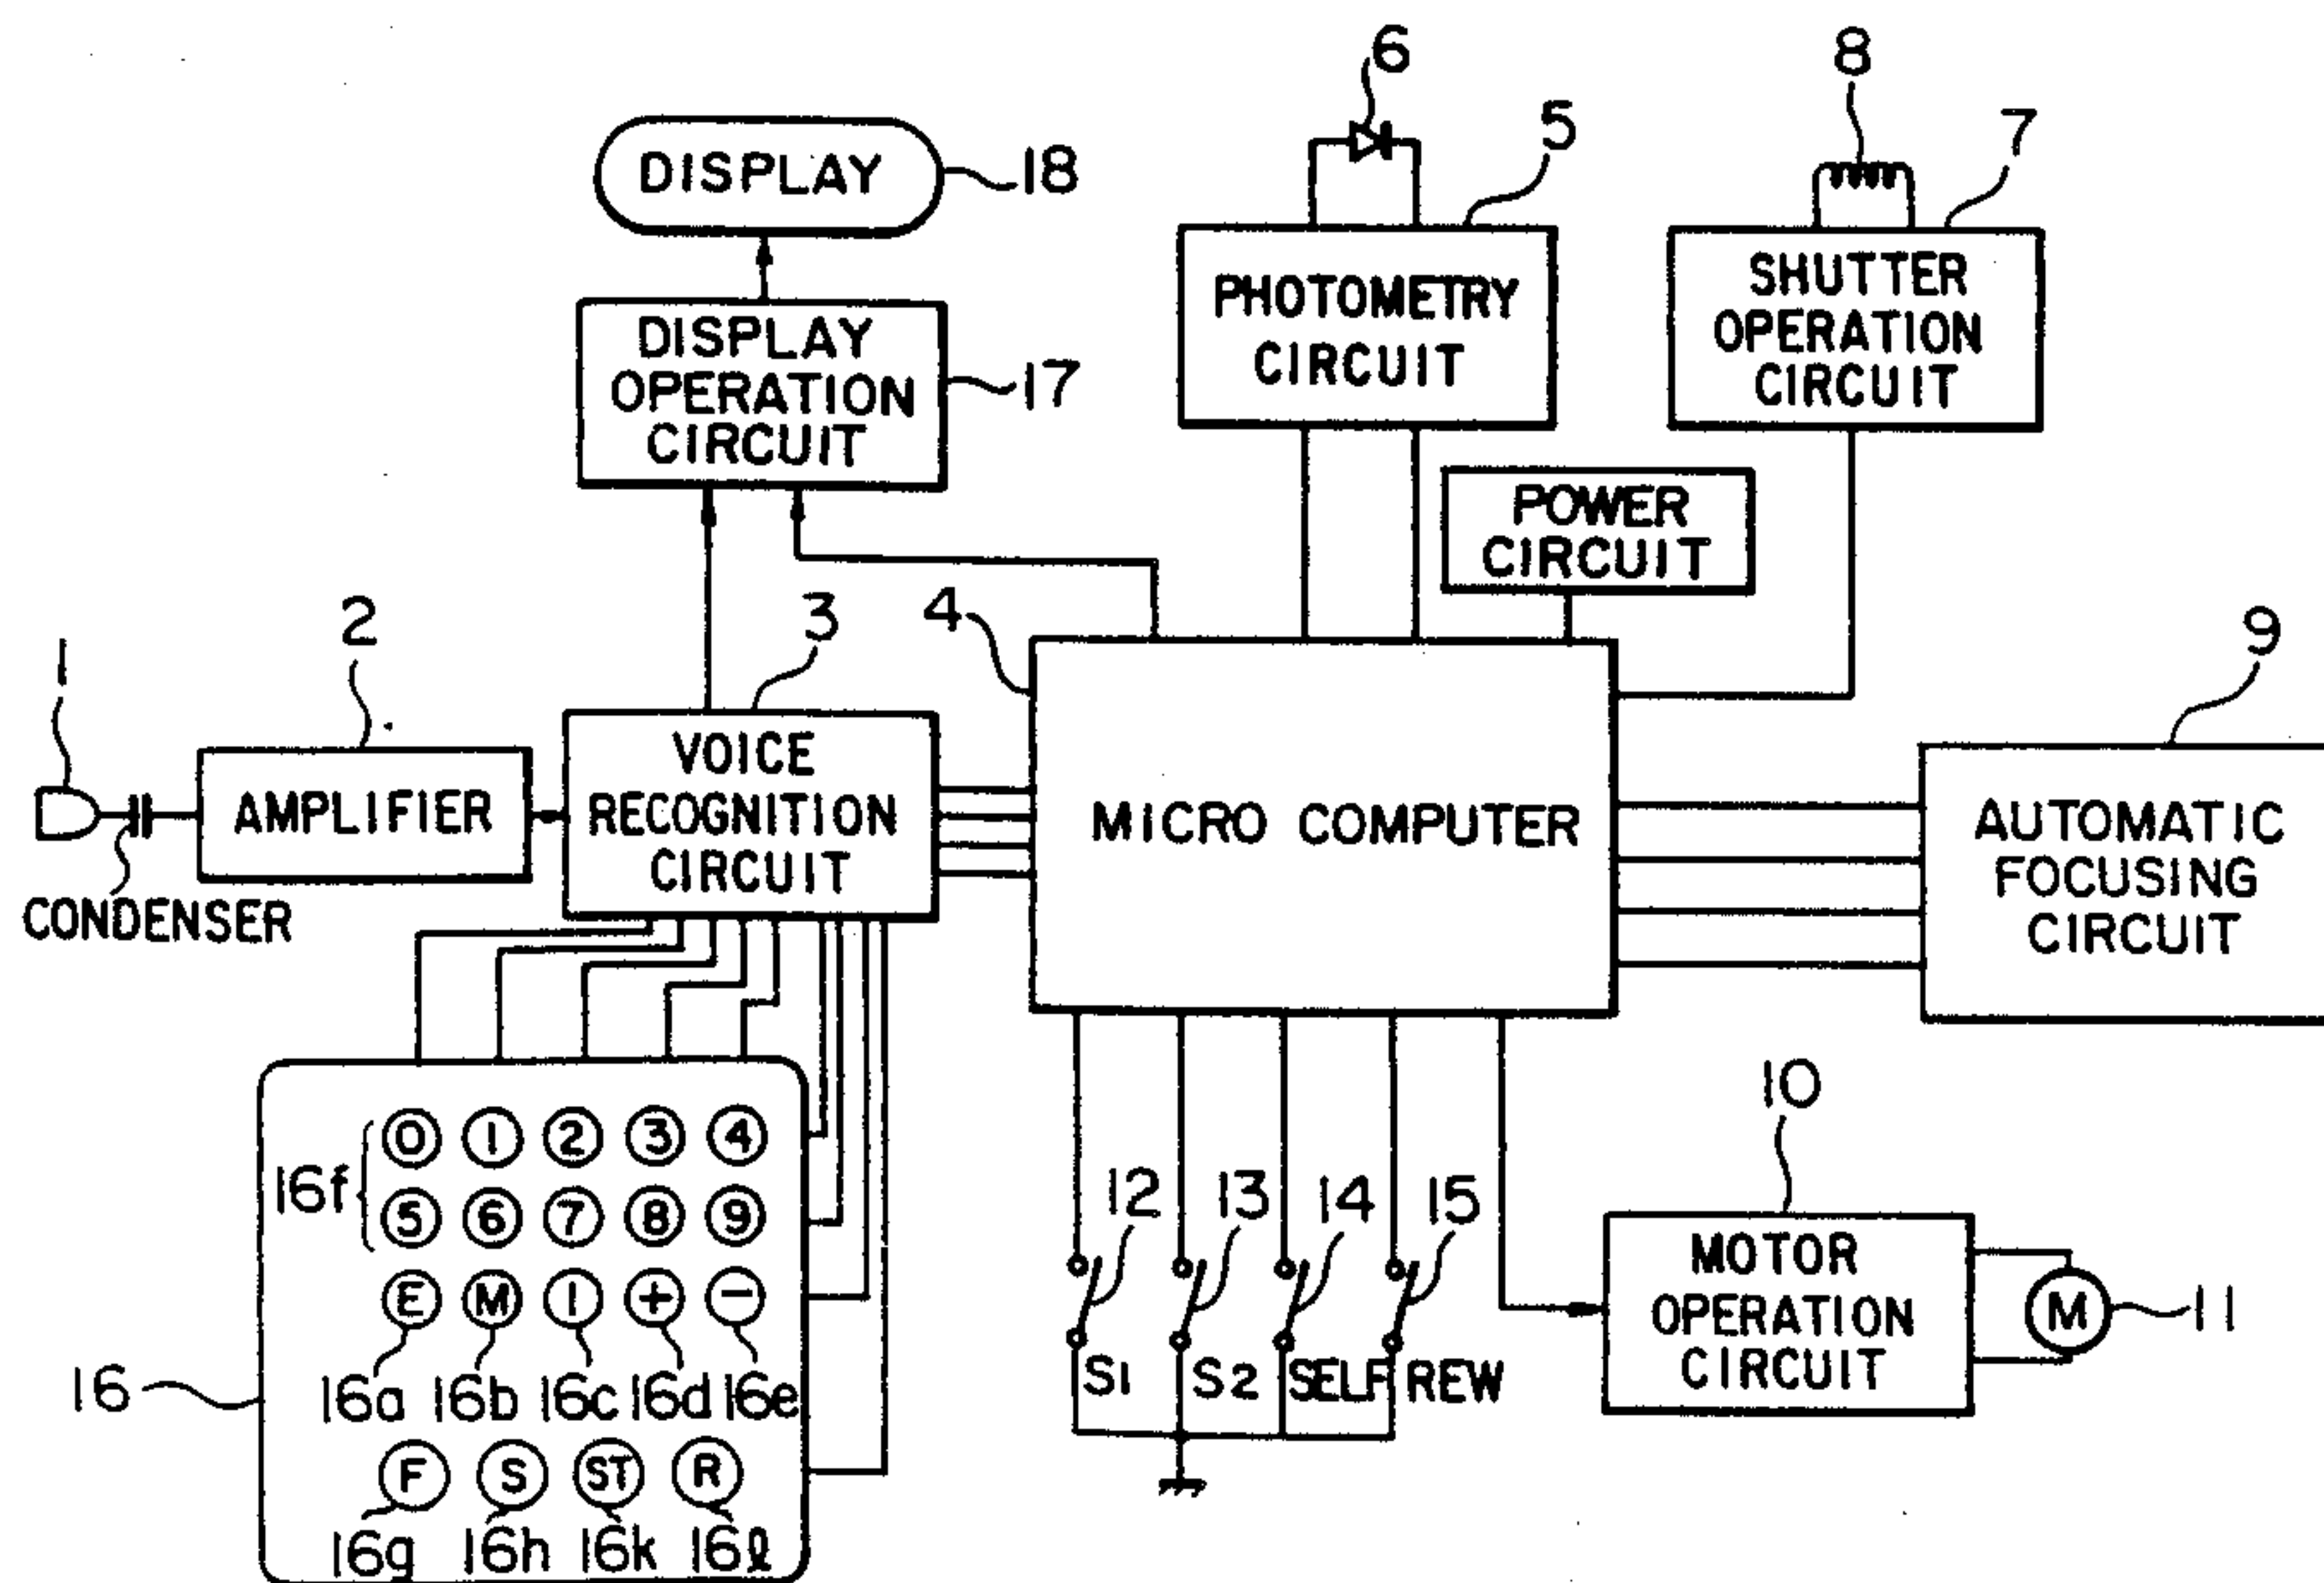 6
8
5
7
DISPLAY
18
PHOTOMETRY
CIRCUIT
SHUTTER
OPERATION
CIRCUIT
DISPLAY
OPERATION
CIRCUIT
17
POWER
CIRCUIT
1
2
3
4
9
VOICE
RECOGNITION
CIRCUIT
AMPLIFIER
MICRO COMPUTER
AUTOMATIC
FOCUSING
CIRCUIT
CONDENSER
10
16f
0 1 2 3 4
5 6 7 8 9
E M I + −
16
16a 16b 16c 16d 16e
F S ST R
16g 16h 16k 16l
12 13 14 15
S1 S2 SELF REW
MOTOR
OPERATION
CIRCUIT
M
11